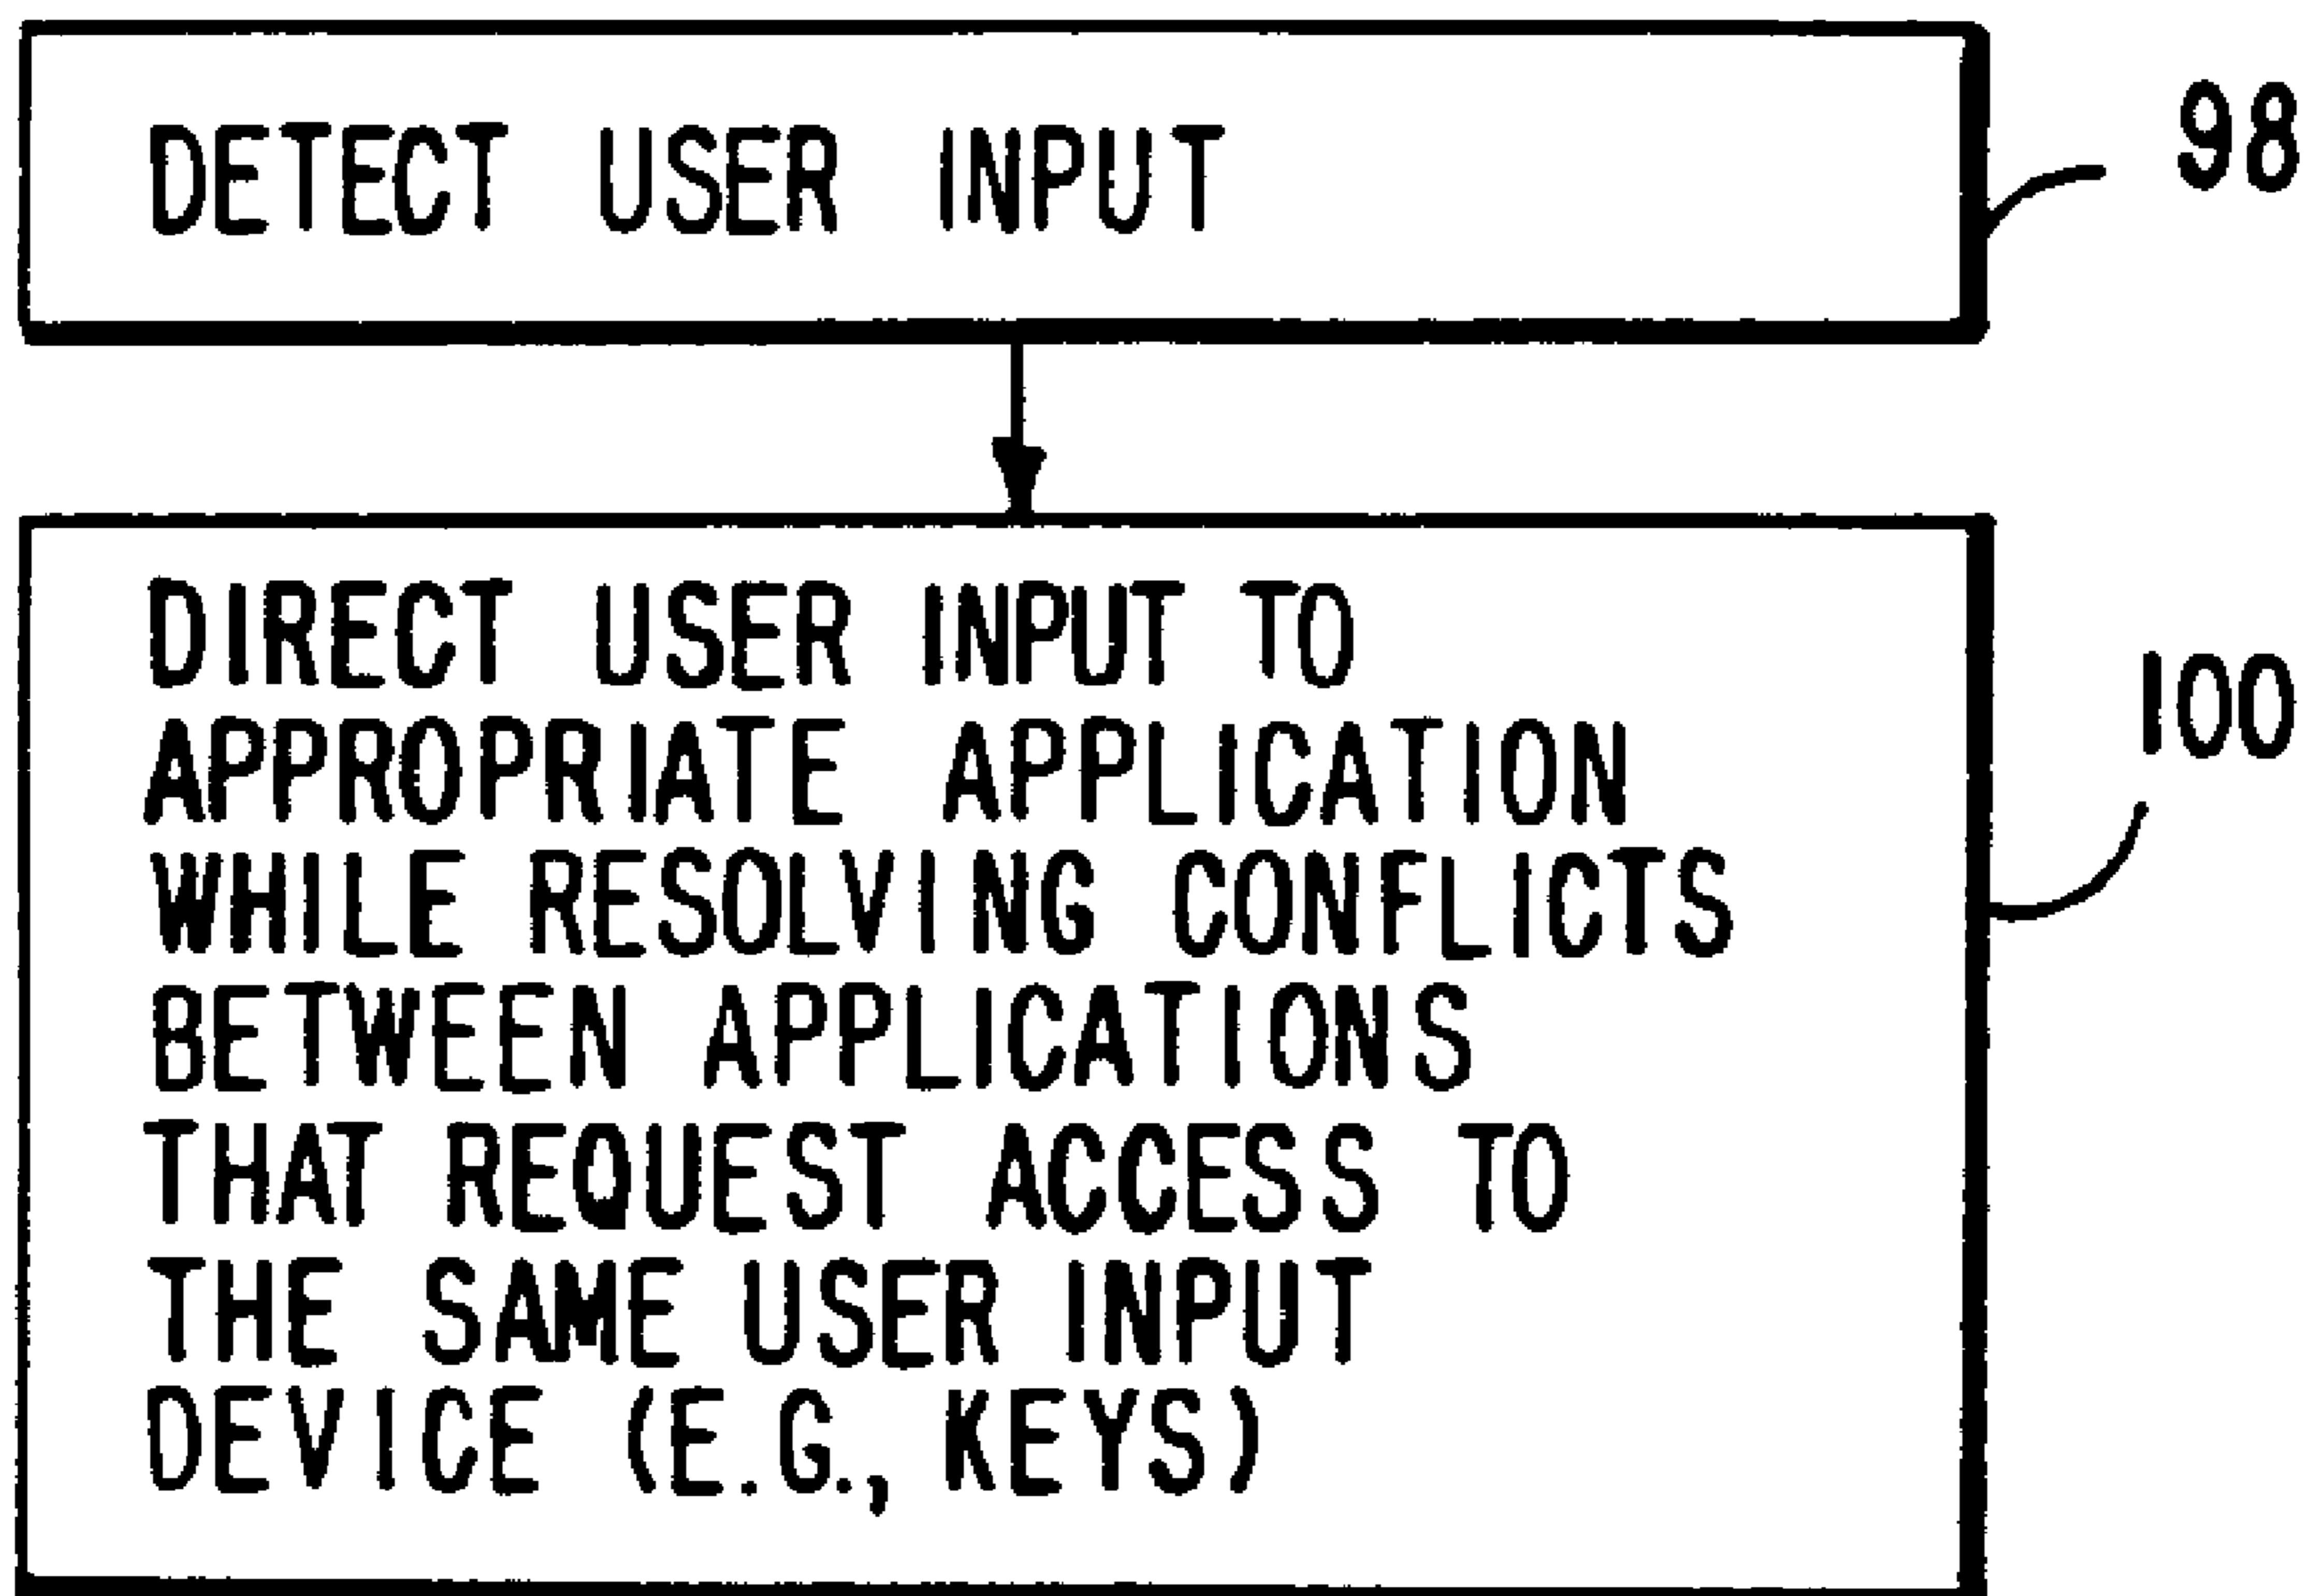 DETECT USER INPUT
98
DIRECT USER INPUT TO
APPROPRIATE APPLICATION
WHILE RESOLVING CONFLICTS
BETWEEN APPLICATIONS
THAT REQUEST ACCESS TO
THE SAME USER INPUT
DEVICE (E.G., KEYS)
100